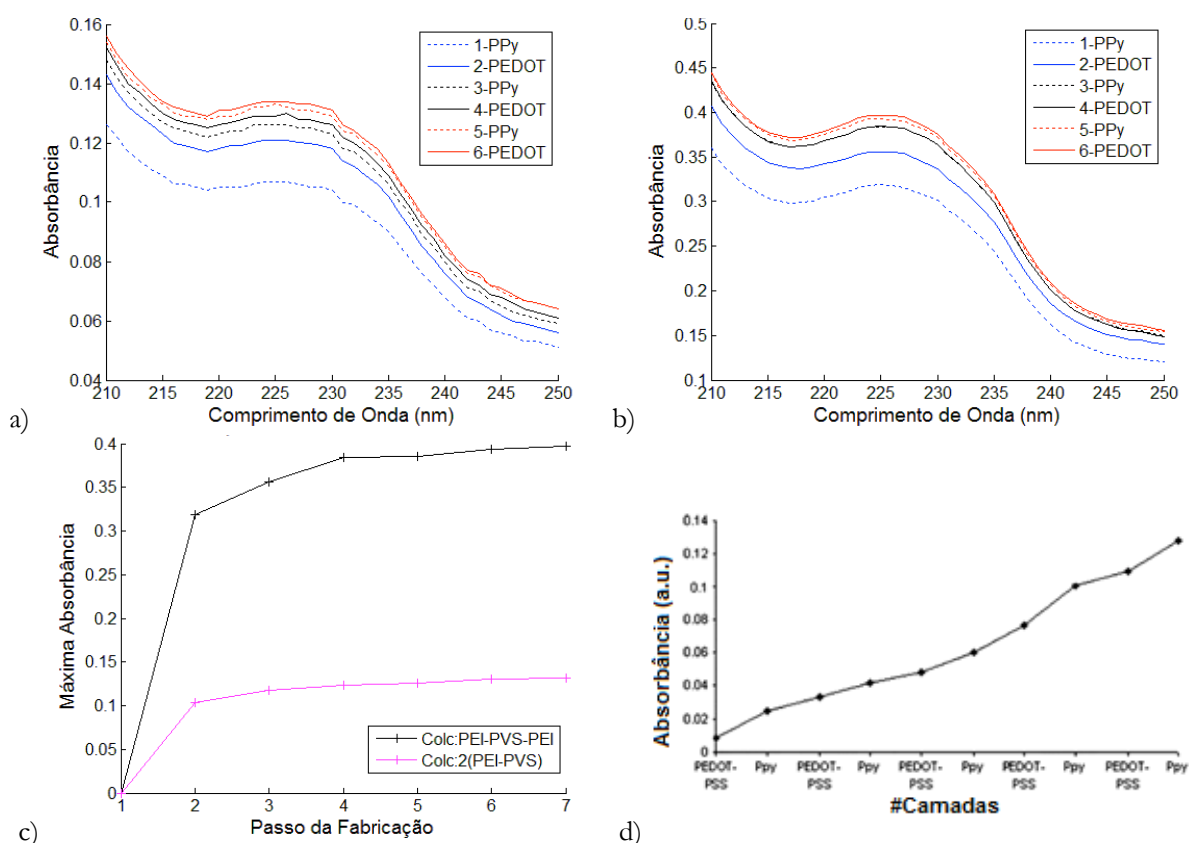 0.16
0.14
0.12
0.1
0.08
0.06
0.04
Absorbância
1-PPy
2-PEDOT
3-PPy
4-PEDOT
5-PPy
6-PEDOT
210 215 220 225 230 235 240 245 250
Comprimento de Onda (nm)
a)
0.5
0.45
0.4
0.35
0.3
0.25
0.2
0.15
0.1
Absorbância
1-PPy
2-PEDOT
3-PPy
4-PEDOT
5-PPy
6-PEDOT
210 215 220 225 230 235 240 245 250
Comprimento de Onda (nm)
b)
0.4
0.35
0.3
0.25
0.2
0.15
0.1
0.05
0
Máxima Absorbância
Colc:PEI-PVS-PEI
Colc:2(PEI-PVS)
1 2 3 4 5 6 7
Passo da Fabricação
c)
0.14
0.12
0.1
0.08
0.06
0.04
0.02
0
Absorbância (a.u.)
PEDOT- Ppy PEDOT- Ppy PEDOT- Ppy PEDOT- Ppy PEDOT- Ppy
PSS PSS PSS PSS PSS
#Camadas
d)